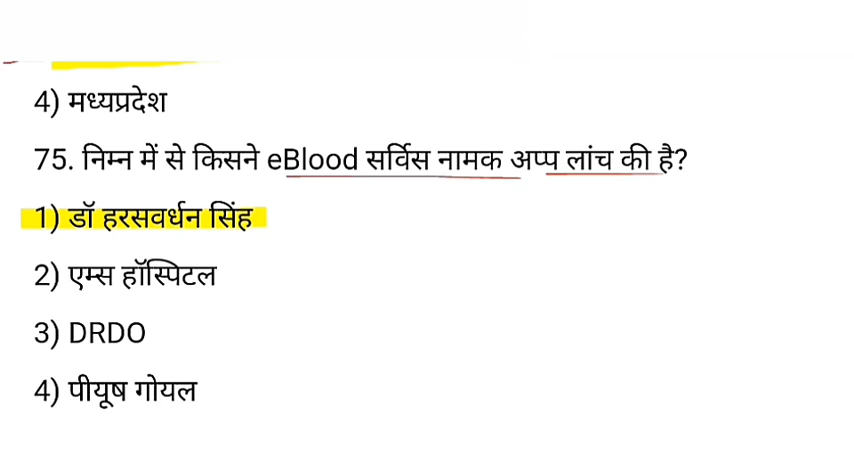 4) मध्यप्रदेश
75. निम्न में से किसने eBlood सर्विस नामक अप्प लांच की है?
1) डॉ हरसवर्धन सिंह
2) एम्स हॉस्पिटल
3) DRDO
4) पीयूष गोयल